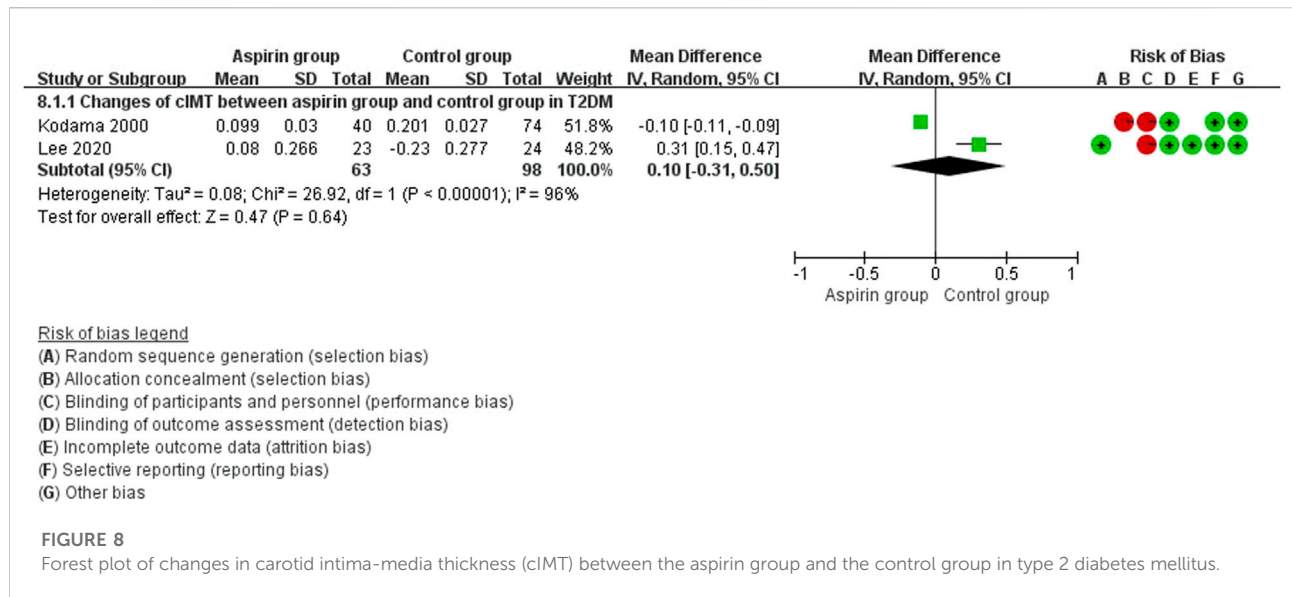 Aspirin group Control group Mean Difference Mean Difference Risk of Bias
Study or Subgroup Mean SD Total Mean SD Total Weight IV, Random, 95% CI IV, Random, 95% CI A B C D E F G
8.1.1 Changes of cIMT between aspirin group and control group in T2DM
Kodama 2000 0.099 0.03 40 0.201 0.027 74 51.8% -0.10 [-0.11, -0.09]
Lee 2020 0.08 0.266 23 -0.23 0.277 24 48.2% 0.31 [0.15, 0.47]
Subtotal (95% CI) 63 98 100.0% 0.10 [-0.31, 0.50]
Heterogeneity: Tau² = 0.08; Chi² = 26.92, df = 1 (P < 0.00001); I² = 96%
Test for overall effect: Z = 0.47 (P = 0.64)
-1 -0.5 0 0.5 1
Aspirin group Control group
Risk of bias legend
(A) Random sequence generation (selection bias)
(B) Allocation concealment (selection bias)
(C) Blinding of participants and personnel (performance bias)
(D) Blinding of outcome assessment (detection bias)
(E) Incomplete outcome data (attrition bias)
(F) Selective reporting (reporting bias)
(G) Other bias
FIGURE 8
Forest plot of changes in carotid intima-media thickness (cIMT) between the aspirin group and the control group in type 2 diabetes mellitus.